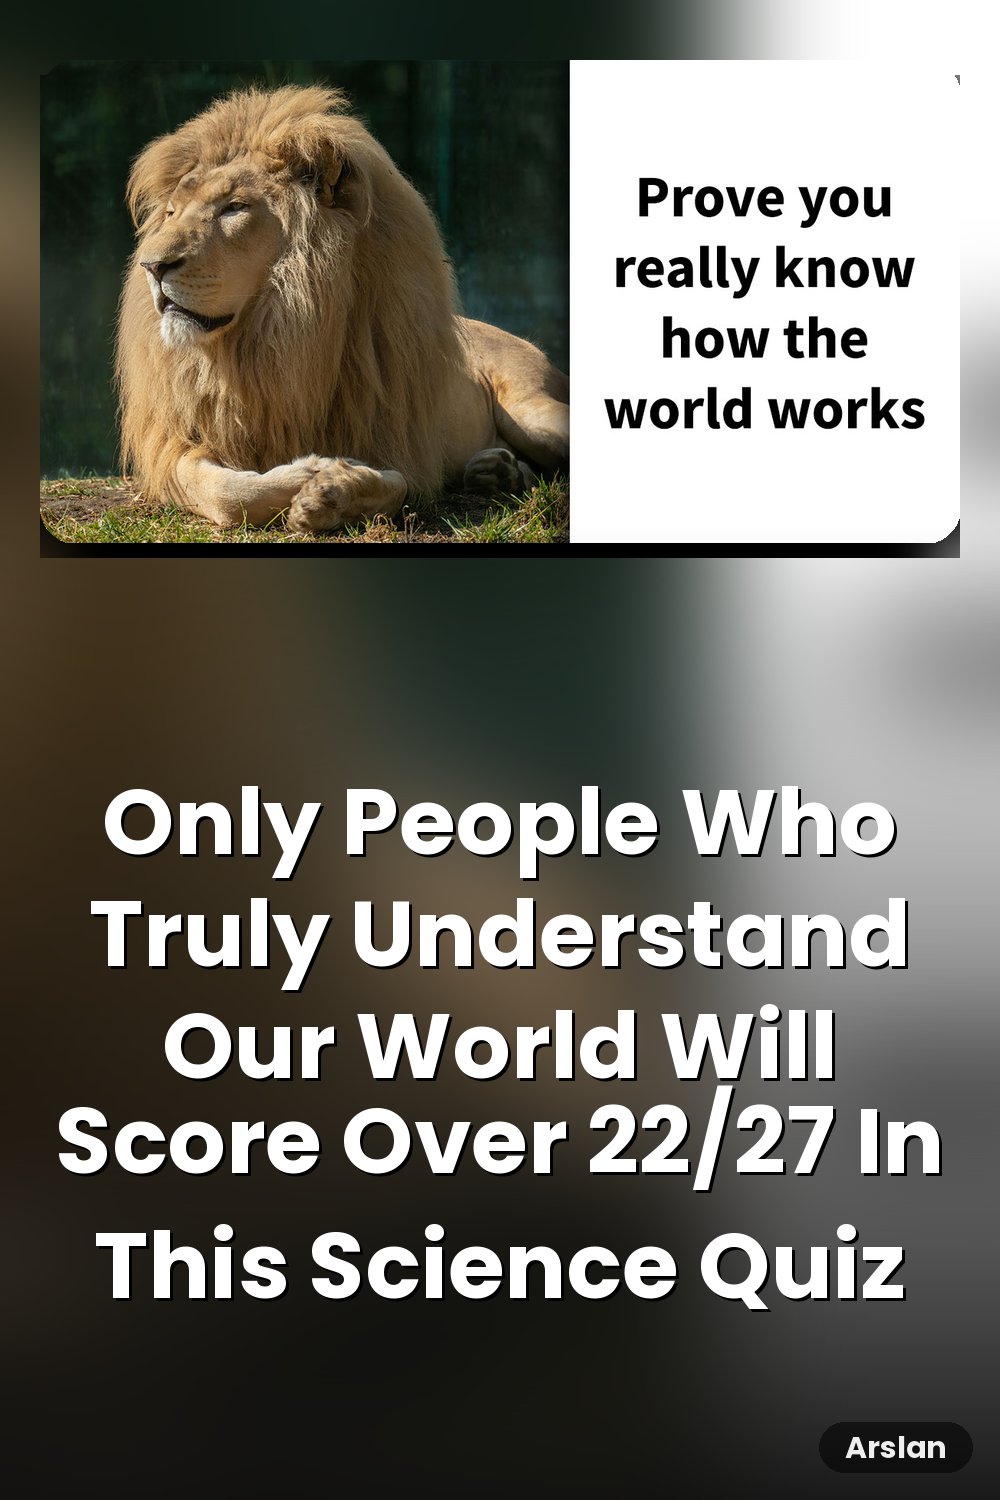 Prove you
really know
how the
world works
Only People Who
Truly Understand
Our World Will
Score Over 22/27 In
This Science Quiz
Arslan